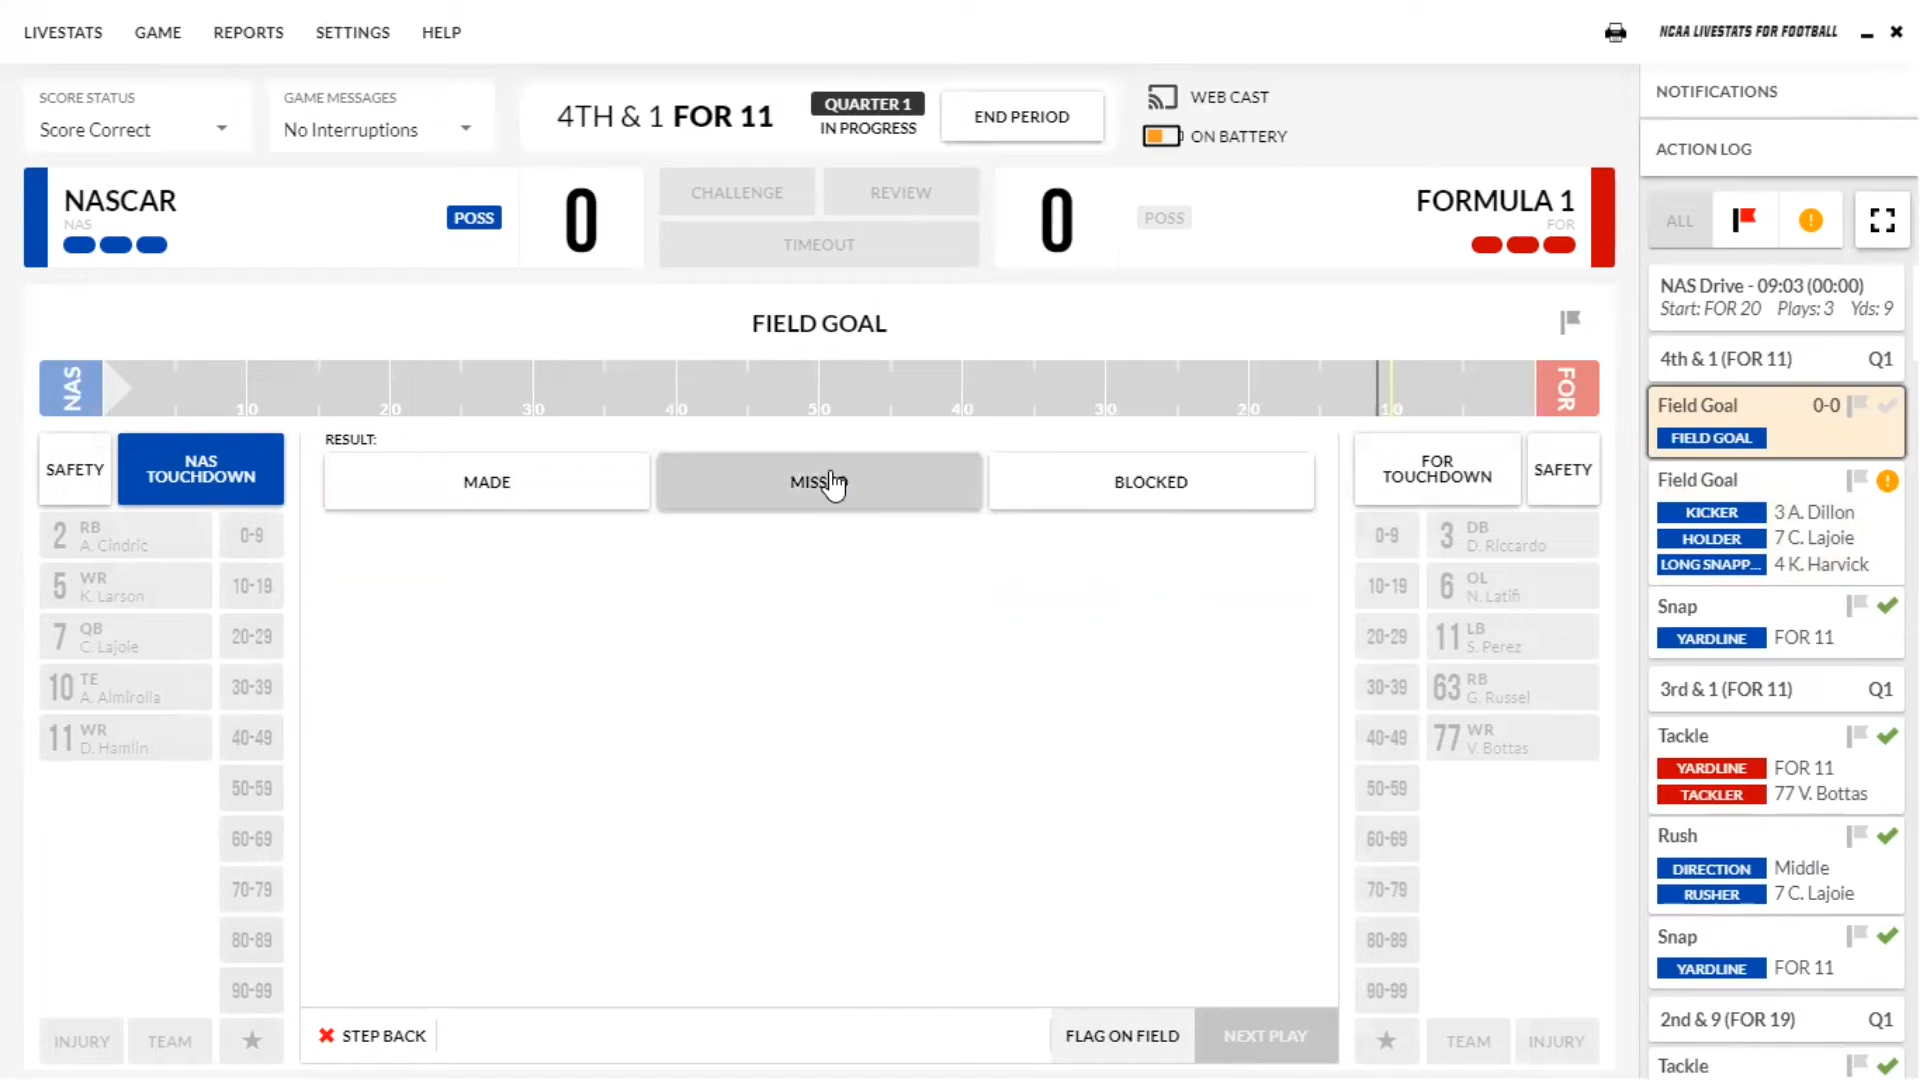 LIVESTATS GAME REPORTS SETTINGS HELP
NCAA LIVESTATS FOR FOOTBALL
SCORE STATUS
Score Correct
GAME MESSAGES
No Interruptions
4TH & 1 FOR 11
QUARTER 1
IN PROGRESS
END PERIOD
WEB CAST
ON BATTERY
NASCAR
NAS
POSS
0
CHALLENGE
REVIEW
TIMEOUT
0
POSS
FORMULA 1
FOR
FIELD GOAL
NAS
10 20 30 40 50 40 30 20 10
FOR
SAFETY
NAS
TOUCHDOWN
2 RB
A. Cindric
5 WR
K. Larson
7 QB
C. Lajoie
10 TE
A. Almirolla
11 WR
D. Hamlin
0-9
10-19
20-29
30-39
40-49
50-59
60-69
70-79
80-89
90-99
INJURY TEAM
RESULT:
MADE
BLOCKED
STEP BACK
FLAG ON FIELD
NEXT PLAY
FOR
TOUCHDOWN
SAFETY
0-9
10-19
20-29
30-39
40-49
50-59
60-69
70-79
80-89
90-99
3 DB
D. Riccardo
6 OL
N. Latifi
11 LB
S. Perez
63 RB
G. Russel
77 WR
V. Bottas
TEAM INJURY
NOTIFICATIONS
ACTION LOG
ALL
NAS Drive - 09:03 (00:00)
Start: FOR 20 Plays: 3 Yds: 9
4th & 1 (FOR 11) Q1
Field Goal 0-0
FIELD GOAL
Field Goal
KICKER 3 A. Dillon
HOLDER 7 C. Lajoie
LONG SNAPP... 4 K. Harvick
Snap
YARDLINE FOR 11
3rd & 1 (FOR 11) Q1
Tackle
YARDLINE FOR 11
TACKLER 77 V. Bottas
Rush
DIRECTION Middle
RUSHER 7 C. Lajoie
Snap
YARDLINE FOR 11
2nd & 9 (FOR 19) Q1
Tackle